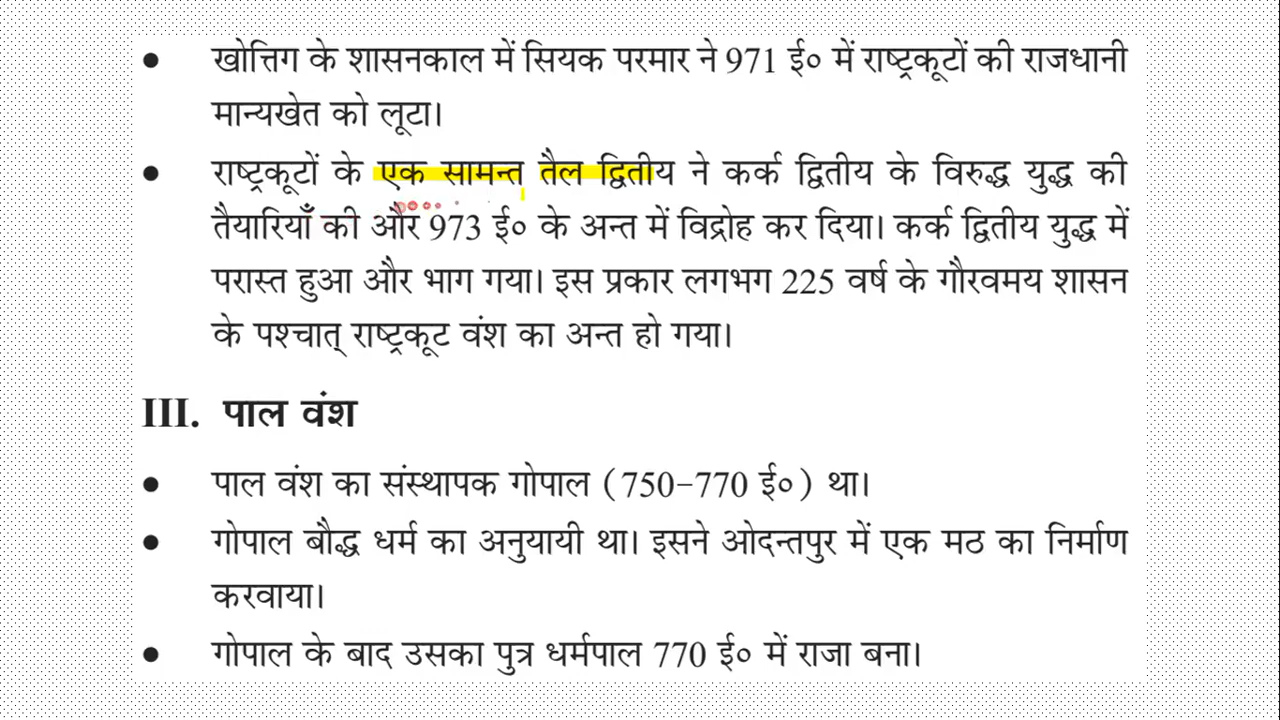 ● खोत्तिग के शासनकाल में सियक परमार ने 971 ई० में राष्ट्रकूटों की राजधानी
मान्यखेत को लूटा।
● राष्ट्रकूटों के एक सामन्त तैल द्वितीय ने कर्क द्वितीय के विरुद्ध युद्ध की
तैयारियाँ की और 973 ई० के अन्त में विद्रोह कर दिया। कर्क द्वितीय युद्ध में
परास्त हुआ और भाग गया। इस प्रकार लगभग 225 वर्ष के गौरवमय शासन
के पश्चात् राष्ट्रकूट वंश का अन्त हो गया।
III. पाल वंश
● पाल वंश का संस्थापक गोपाल (750-770 ई०) था।
● गोपाल बौद्ध धर्म का अनुयायी था। इसने ओदन्तपुर में एक मठ का निर्माण
करवाया।
● गोपाल के बाद उसका पुत्र धर्मपाल 770 ई० में राजा बना।